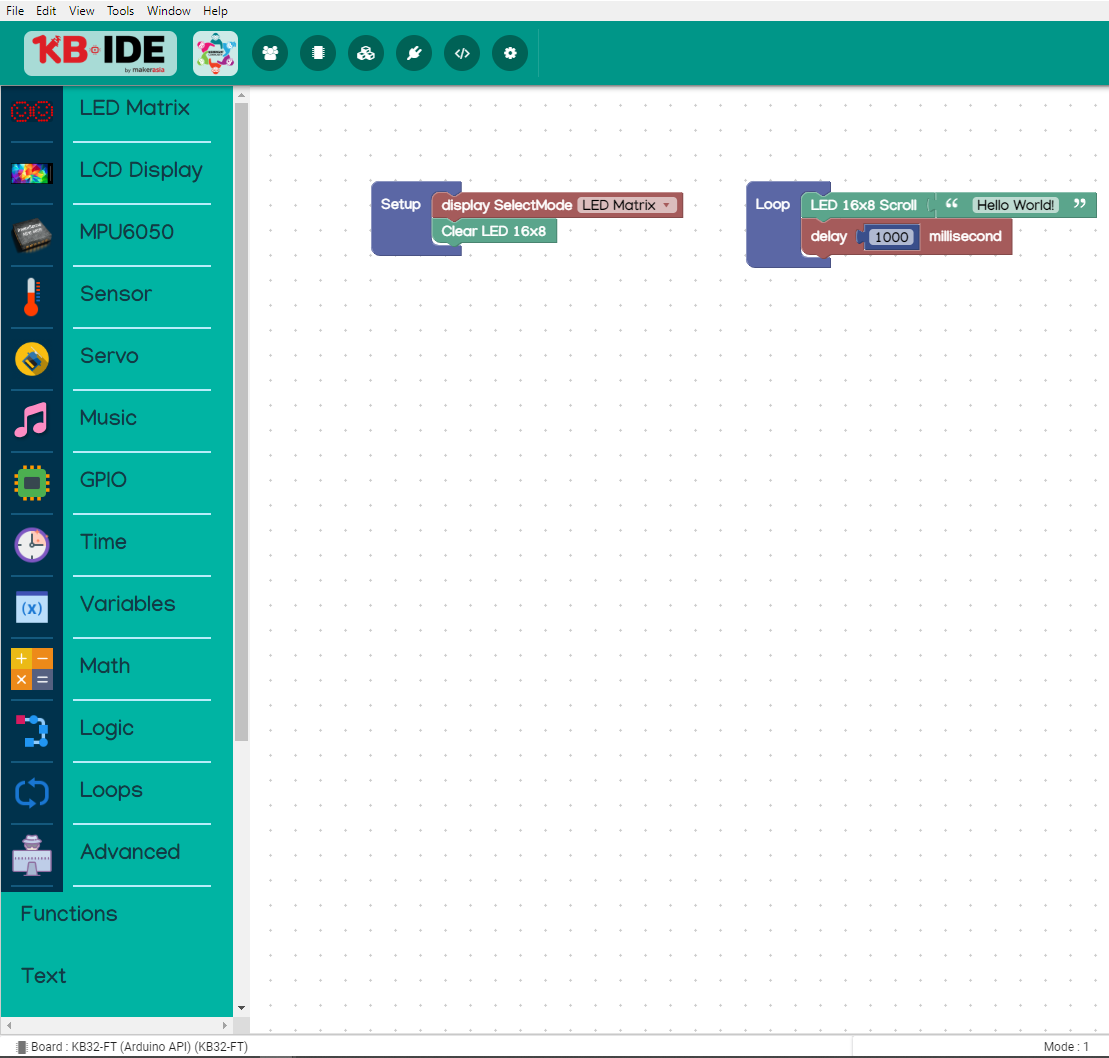 File Edit View Tools Window Help
KB IDE
by makerasia
LED Matrix
LCD Display
MPU6050
Sensor
Servo
Music
GPIO
Time
(x) Variables
Math
Logic
Loops
Advanced
Functions
Text
Setup display SelectMode LED Matrix
Clear LED 16x8
Loop LED 16x8 Scroll “ Hello World! ”
delay 1000 millisecond
Board : KB32-FT (Arduino API) (KB32-FT)
Mode : 1